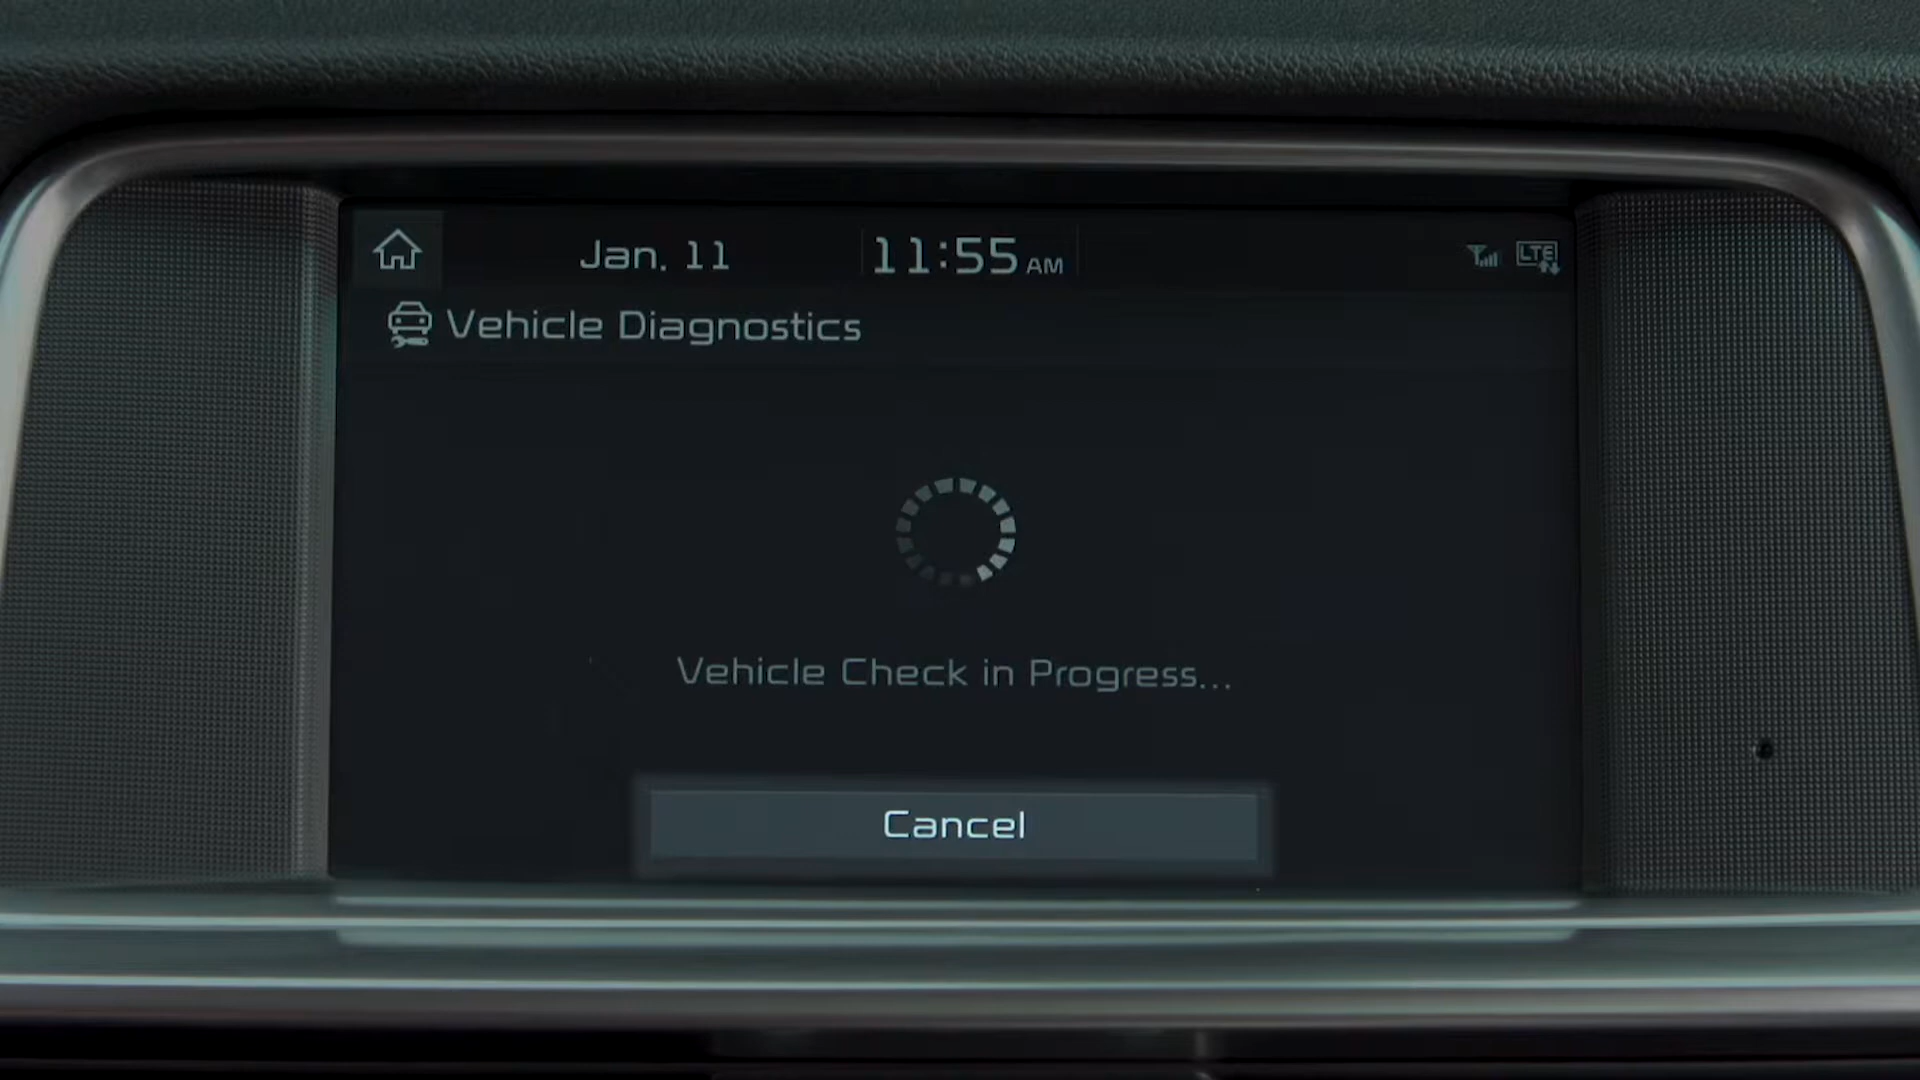 Jan. 11 11:55 AM LTE
Vehicle Diagnostics
Vehicle Check in Progress...
Cancel